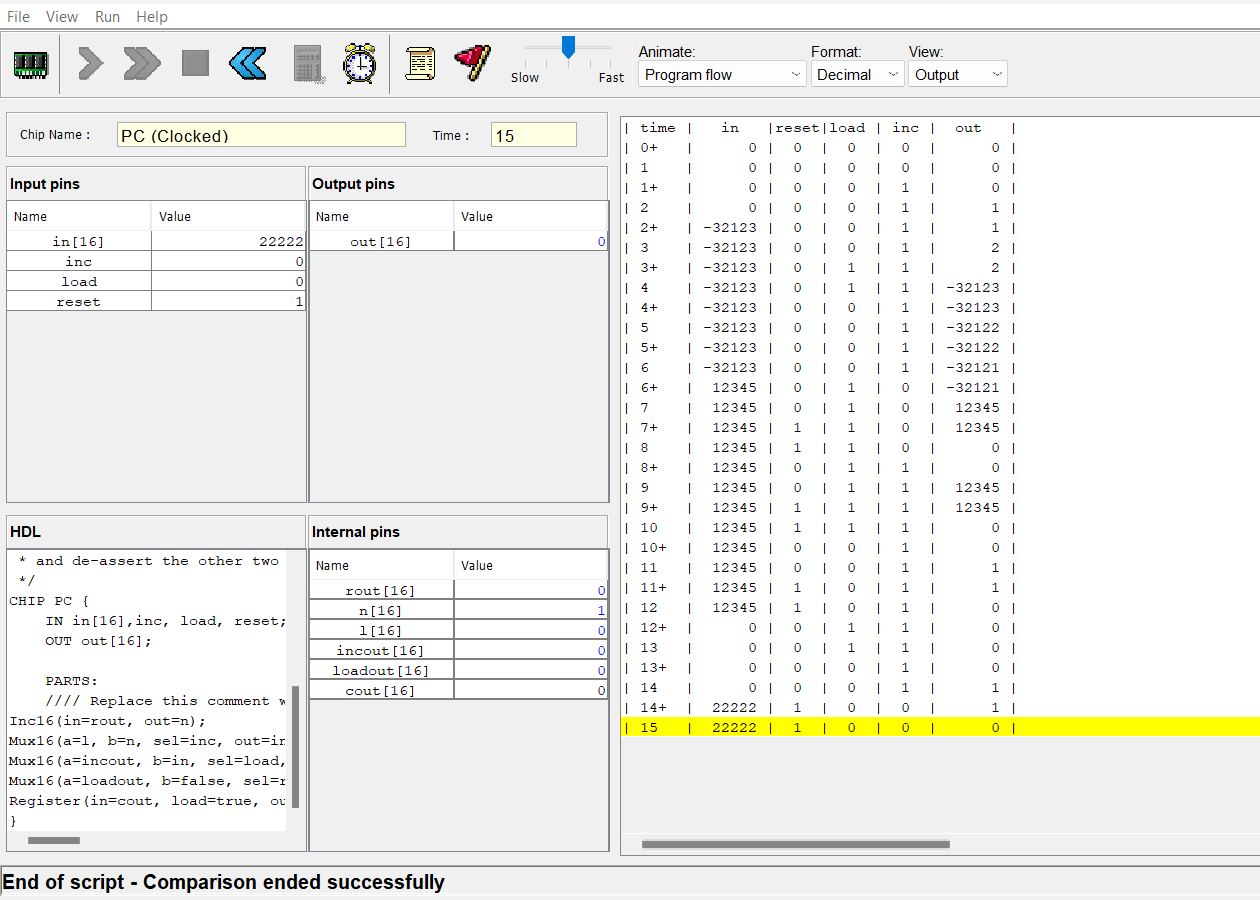 File View Run Help
Slow Fast
Animate: Format: View:
Program flow Decimal Output
Chip Name : PC (Clocked) Time : 15
Input pins
Name Value
in[16] 22222
inc 0
load 0
reset 1
Output pins
Name Value
out[16] 0
HDL
* and de-assert the other two
*/
CHIP PC {
IN in[16],inc, load, reset;
OUT out[16];
PARTS:
//// Replace this comment w
Inc16(in=rout, out=n);
Mux16(a=l, b=n, sel=inc, out=in
Mux16(a=incout, b=in, sel=load,
Mux16(a=loadout, b=false, sel=r
Register(in=cout, load=true, ou
}
Internal pins
Name Value
rout[16] 0
n[16] 1
l[16] 0
incout[16] 0
loadout[16] 0
cout[16] 0
| time | in |reset|load | inc | out |
| 0+ | 0 | 0 | 0 | 0 | 0 |
| 1 | 0 | 0 | 0 | 0 | 0 |
| 1+ | 0 | 0 | 0 | 1 | 0 |
| 2 | 0 | 0 | 0 | 1 | 1 |
| 2+ | -32123 | 0 | 0 | 1 | 1 |
| 3 | -32123 | 0 | 0 | 1 | 2 |
| 3+ | -32123 | 0 | 1 | 1 | 2 |
| 4 | -32123 | 0 | 1 | 1 | -32123 |
| 4+ | -32123 | 0 | 0 | 1 | -32123 |
| 5 | -32123 | 0 | 0 | 1 | -32122 |
| 5+ | -32123 | 0 | 0 | 1 | -32122 |
| 6 | -32123 | 0 | 0 | 1 | -32121 |
| 6+ | 12345 | 0 | 1 | 0 | -32121 |
| 7 | 12345 | 0 | 1 | 0 | 12345 |
| 7+ | 12345 | 1 | 1 | 0 | 12345 |
| 8 | 12345 | 1 | 1 | 0 | 0 |
| 8+ | 12345 | 0 | 1 | 1 | 0 |
| 9 | 12345 | 0 | 1 | 1 | 12345 |
| 9+ | 12345 | 1 | 1 | 1 | 12345 |
| 10 | 12345 | 1 | 1 | 1 | 0 |
| 10+ | 12345 | 0 | 0 | 1 | 0 |
| 11 | 12345 | 0 | 0 | 1 | 1 |
| 11+ | 12345 | 1 | 0 | 1 | 1 |
| 12 | 12345 | 1 | 0 | 1 | 0 |
| 12+ | 0 | 0 | 1 | 1 | 0 |
| 13 | 0 | 0 | 1 | 1 | 0 |
| 13+ | 0 | 0 | 0 | 1 | 0 |
| 14 | 0 | 0 | 0 | 1 | 1 |
| 14+ | 22222 | 1 | 0 | 0 | 1 |
| 15 | 22222 | 1 | 0 | 0 | 0 |
End of script - Comparison ended successfully